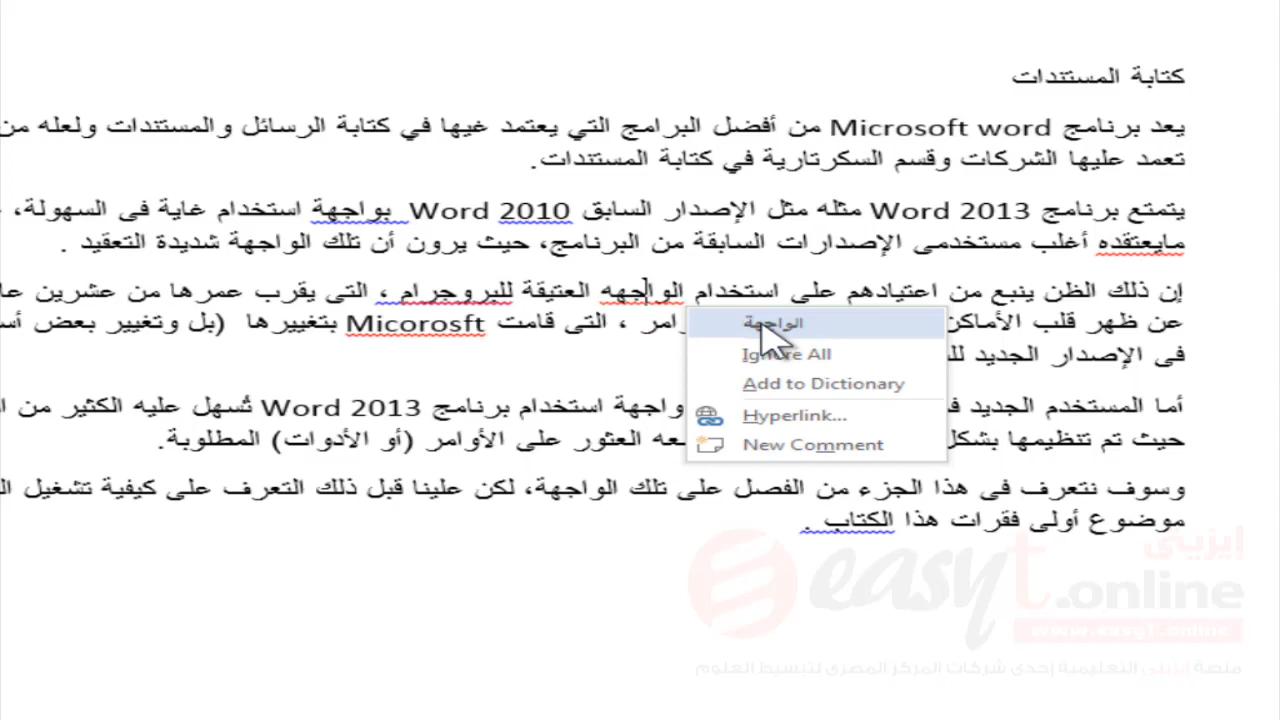 كتابة المستندات
يعد برنامج Microsoft word من أفضل البرامج التي يعتمد غيها في كتابة الرسائل والمستندات ولعله من
تعمد عليها الشركات وقسم السكرتارية في كتابة المستندات.
يتمتع برنامج Word 2013 مثله مثل الإصدار السابق Word 2010 بواجهة استخدام غاية فى السهولة،
مايعتقده أغلب مستخدمى الإصدارات السابقة من البرنامج، حيث يرون أن تلك الواجهة شديدة التعقيد .
إن ذلك الظن ينبع من اعتيادهم على استخدام الواجهه العتيقة للبروجرام ، التى يقرب عمرها من عشرين
عن ظهر قلب الأماكن رامر ، التى قامت Micorosft بتغييرها (بل وتغيير بعض
فى الإصدار الجديد
أما المستخدم الجديد واجهة استخدام برنامج Word 2013 تُسهل عليه الكثير من
حيث تم تنظيمها بشكل سعه العثور على الأوامر (أو الأدوات) المطلوبة.
وسوف نتعرف فى هذا الجزء من الفصل على تلك الواجهة، لكن علينا قبل ذلك التعرف على كيفية تشغيل
موضوع أولى فقرات هذا الكتاب .
الواجهة
Ignore All
Add to Dictionary
Hyperlink...
New Comment
إيزيتى
easyt.online
www.easyt.online
منصة إيزيتى التعليمية إحدى شركات المركز المصرى لتبسيط العلوم